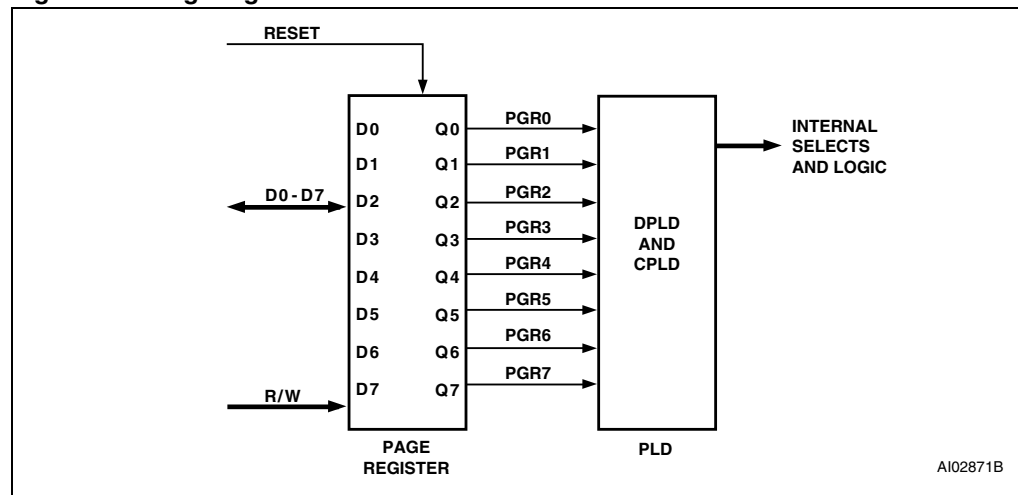 RESET
D0 Q0 PGR0
D1 Q1 PGR1
D0-D7 D2 Q2 PGR2
D3 Q3 PGR3
D4 Q4 PGR4
D5 Q5 PGR5
D6 Q6 PGR6
R/W D7 Q7 PGR7
DPLD
AND
CPLD
INTERNAL
SELECTS
AND LOGIC
PAGE
REGISTER
PLD
AI02871B